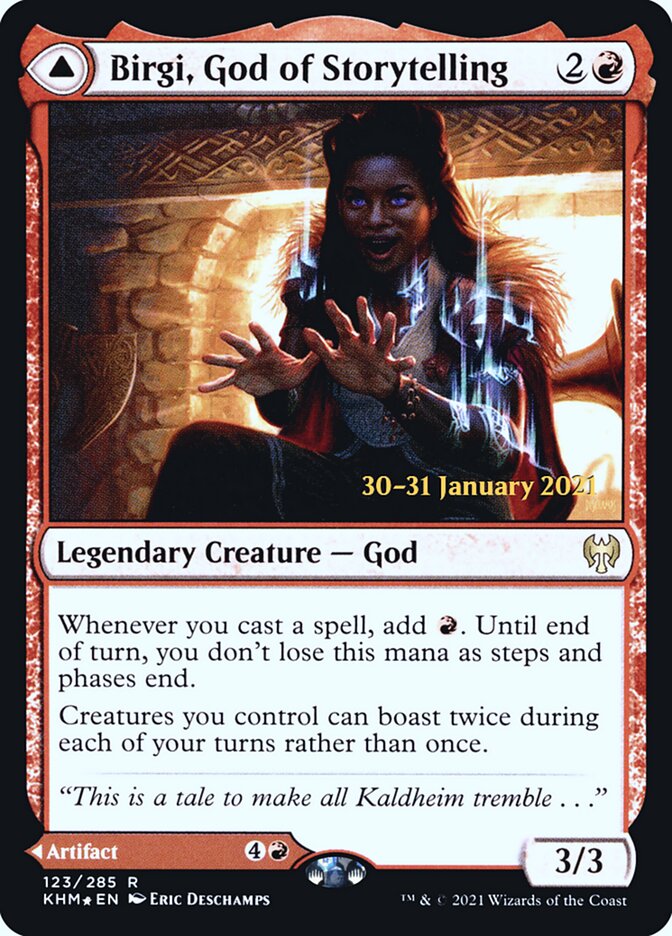 Birgi, God of Storytelling 2
30–31 January 2021
Legendary Creature — God
Whenever you cast a spell, add . Until end
of turn, you don't lose this mana as steps and
phases end.
Creatures you control can boast twice during
each of your turns rather than once.
“This is a tale to make all Kaldheim tremble . . .”
Artifact 4
3/3
123/285 R
KHM★EN Eric Deschamps
™ & © 2021 Wizards of the Coast